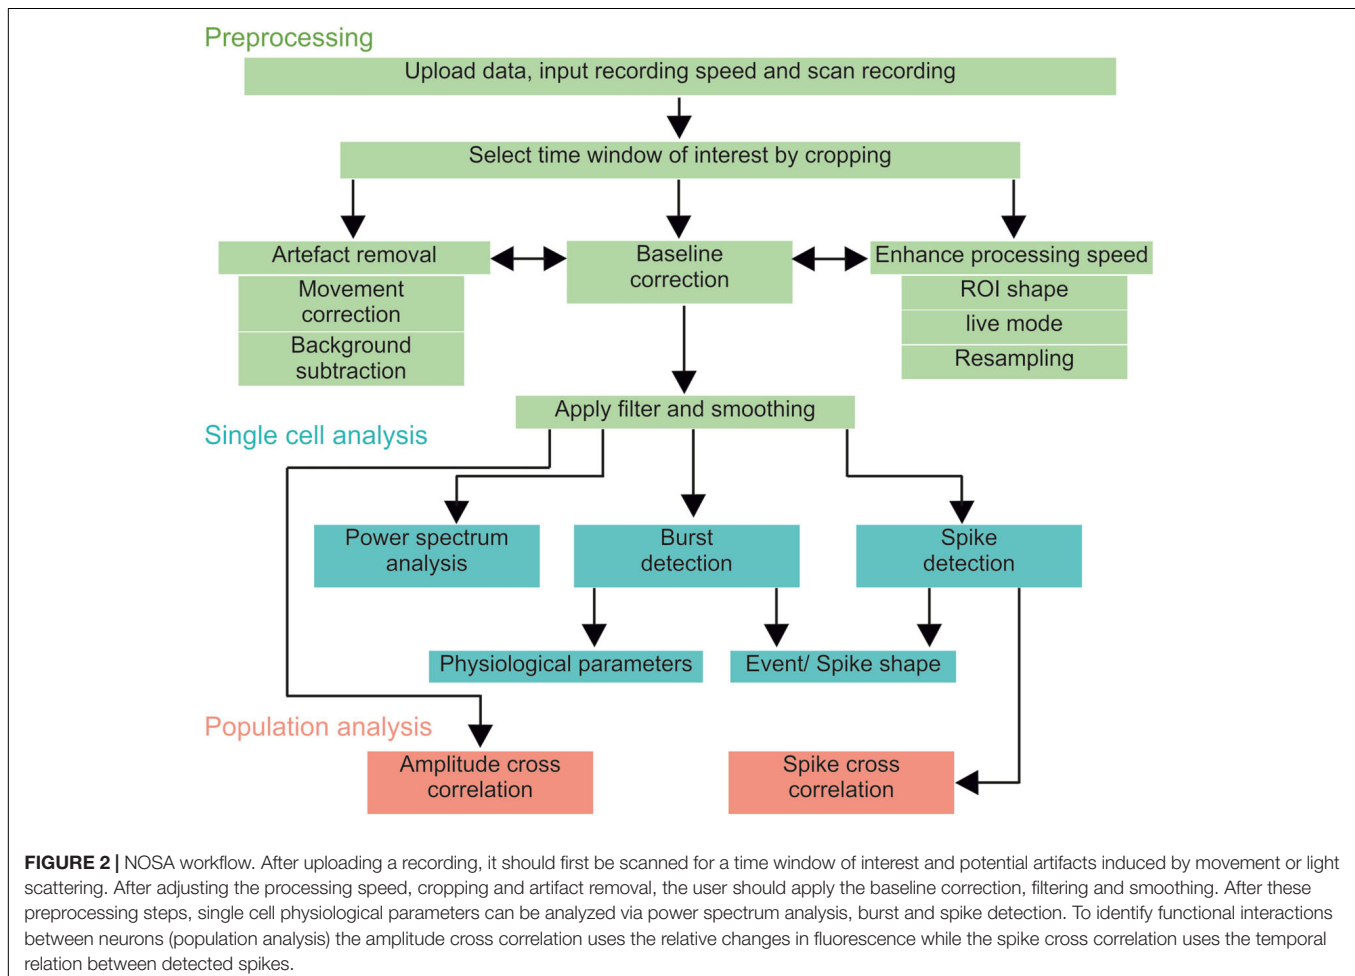 Preprocessing
Upload data, input recording speed and scan recording
Select time window of interest by cropping
Artefact removal
Movement
correction
Background
subtraction
Baseline
correction
Enhance processing speed
ROI shape
live mode
Resampling
Apply filter and smoothing
Single cell analysis
Power spectrum
analysis
Burst
detection
Spike
detection
Physiological parameters
Event/ Spike shape
Population analysis
Amplitude cross
correlation
Spike cross
correlation
FIGURE 2 | NOSA workflow. After uploading a recording, it should first be scanned for a time window of interest and potential artifacts induced by movement or light
scattering. After adjusting the processing speed, cropping and artifact removal, the user should apply the baseline correction, filtering and smoothing. After these
preprocessing steps, single cell physiological parameters can be analyzed via power spectrum analysis, burst and spike detection. To identify functional interactions
between neurons (population analysis) the amplitude cross correlation uses the relative changes in fluorescence while the spike cross correlation uses the temporal
relation between detected spikes.